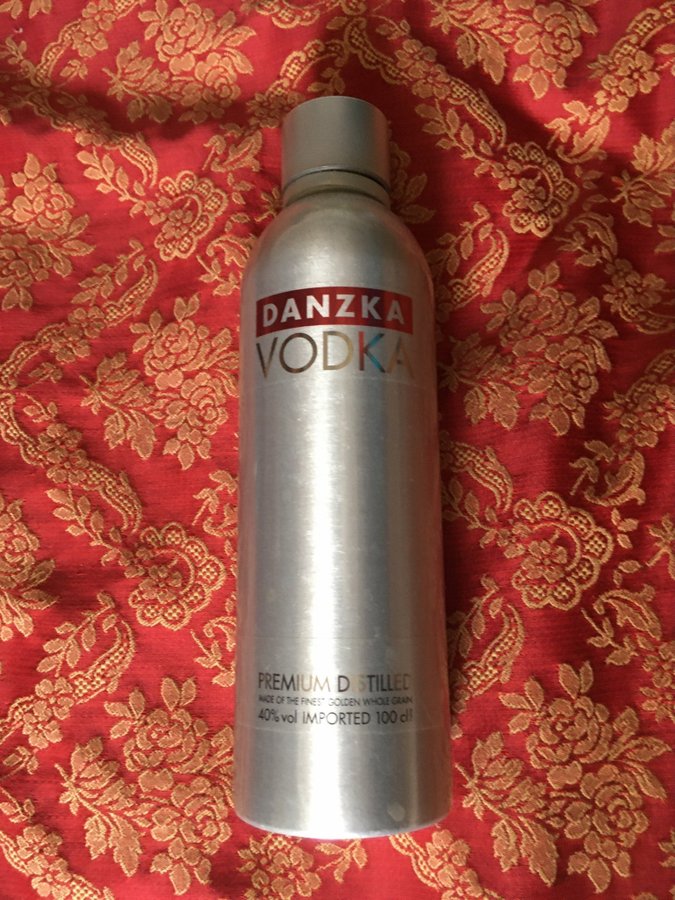 DANZKA
VODKA
PREMIUM DISTILLED
MADE OF THE FINEST GOLDEN WHOLE GRAIN
40% vol IMPORTED 100 cl